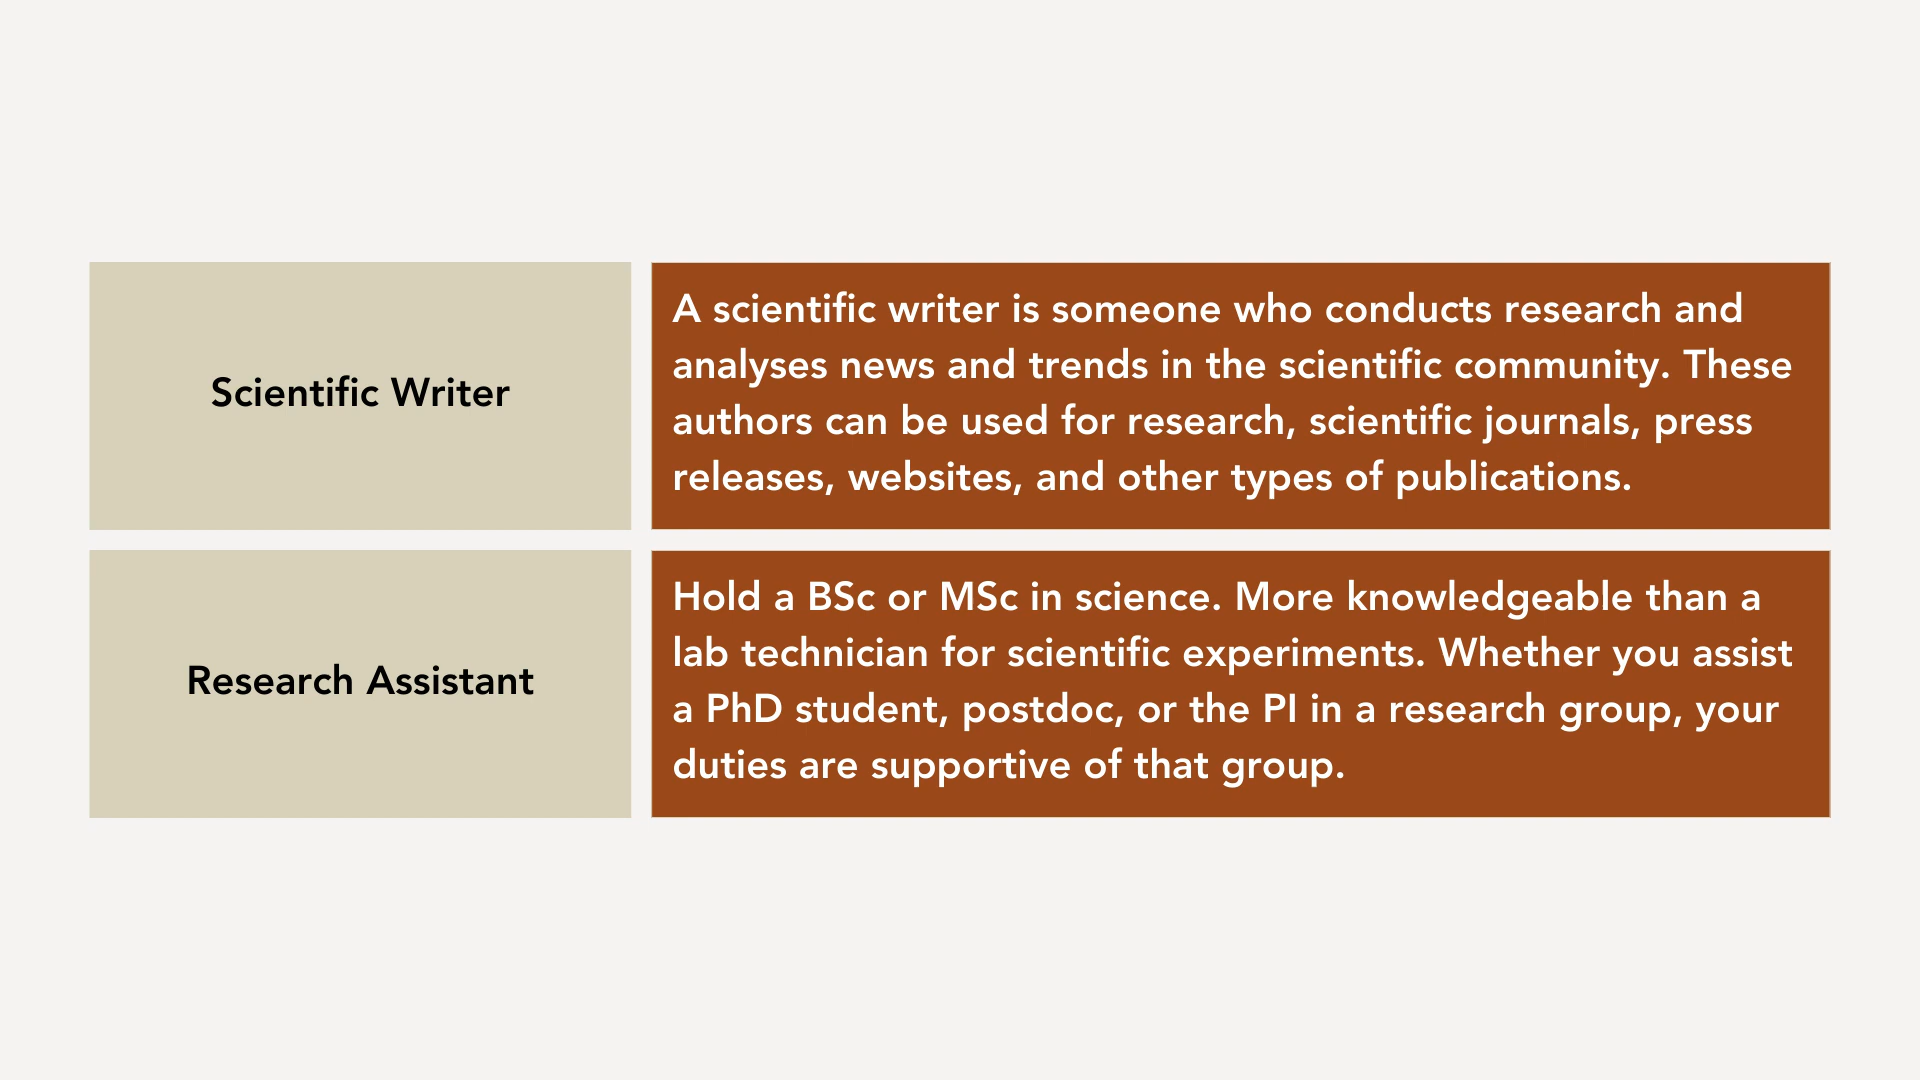 Scientific Writer
A scientific writer is someone who conducts research and
analyses news and trends in the scientific community. These
authors can be used for research, scientific journals, press
releases, websites, and other types of publications.
Research Assistant
Hold a BSc or MSc in science. More knowledgeable than a
lab technician for scientific experiments. Whether you assist
a PhD student, postdoc, or the PI in a research group, your
duties are supportive of that group.